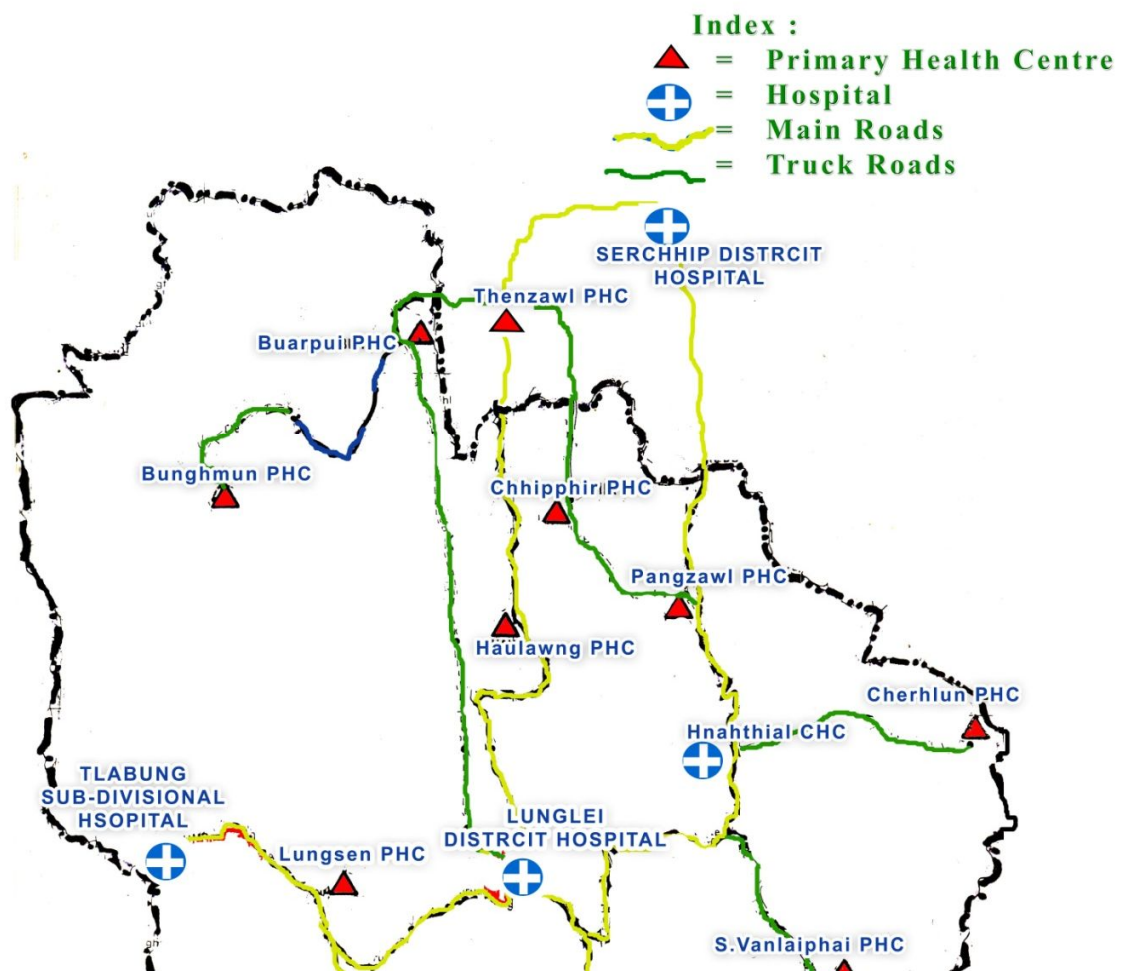 Index :
= Primary Health Centre
= Hospital
= Main Roads
= Truck Roads
SERCHHIP DISTRCIT
HOSPITAL
Thenzawl PHC
Buarpui PHC
Bunghmun PHC
Chhipphir PHC
Pangzawl PHC
Haulawng PHC
Cherhlun PHC
Hnahthial CHC
TLABUNG
SUB-DIVISIONAL
HSOPITAL
LUNGLEI
DISTRCIT HOSPITAL
Lungsen PHC
S.Vanlaiphai PHC